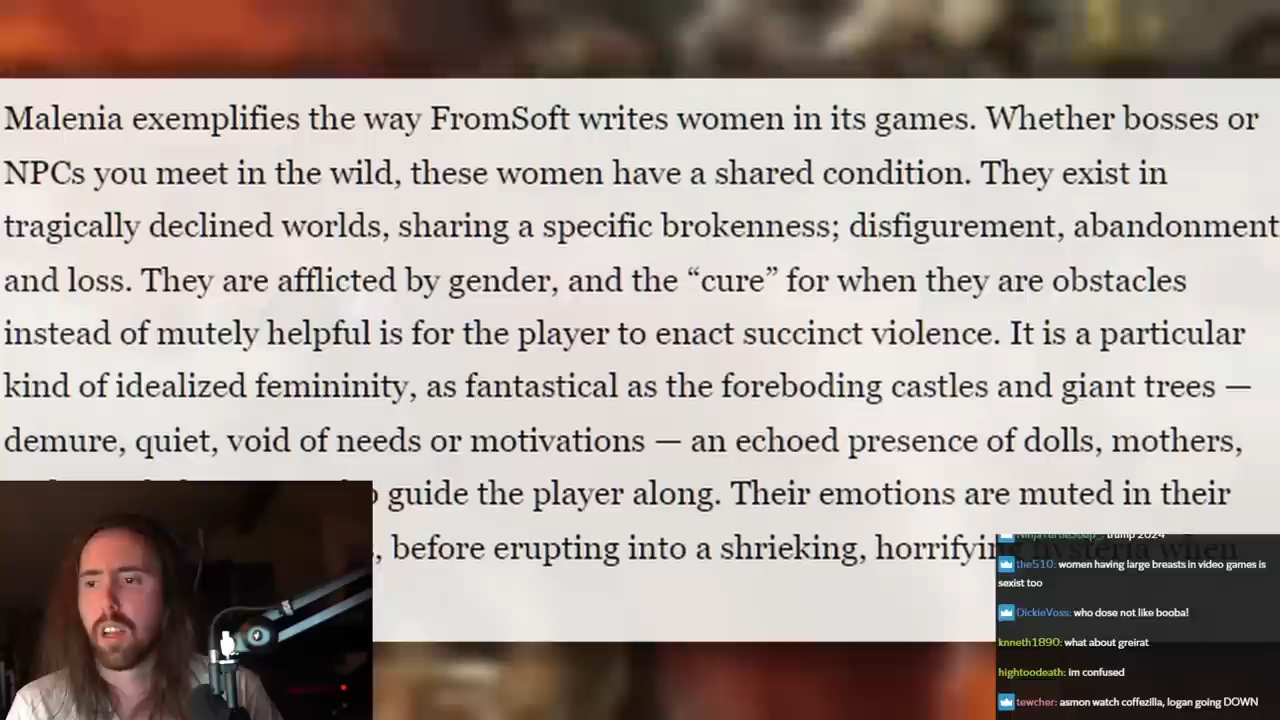 Malenia exemplifies the way FromSoft writes women in its games. Whether bosses or
NPCs you meet in the wild, these women have a shared condition. They exist in
tragically declined worlds, sharing a specific brokenness; disfigurement, abandonment
and loss. They are afflicted by gender, and the “cure” for when they are obstacles
instead of mutely helpful is for the player to enact succinct violence. It is a particular
kind of idealized femininity, as fantastical as the foreboding castles and giant trees —
demure, quiet, void of needs or motivations — an echoed presence of dolls, mothers,
guide the player along. Their emotions are muted in their
, before erupting into a shrieking, horrifying hysteria when
trump 2024
the510: women having large breasts in video games is
sexist too
DickieVoss: who dose not like booba!
knneth1890: what about greirat
hightoodeath: im confused
tewcher: asmon watch coffezilla, logan going DOWN